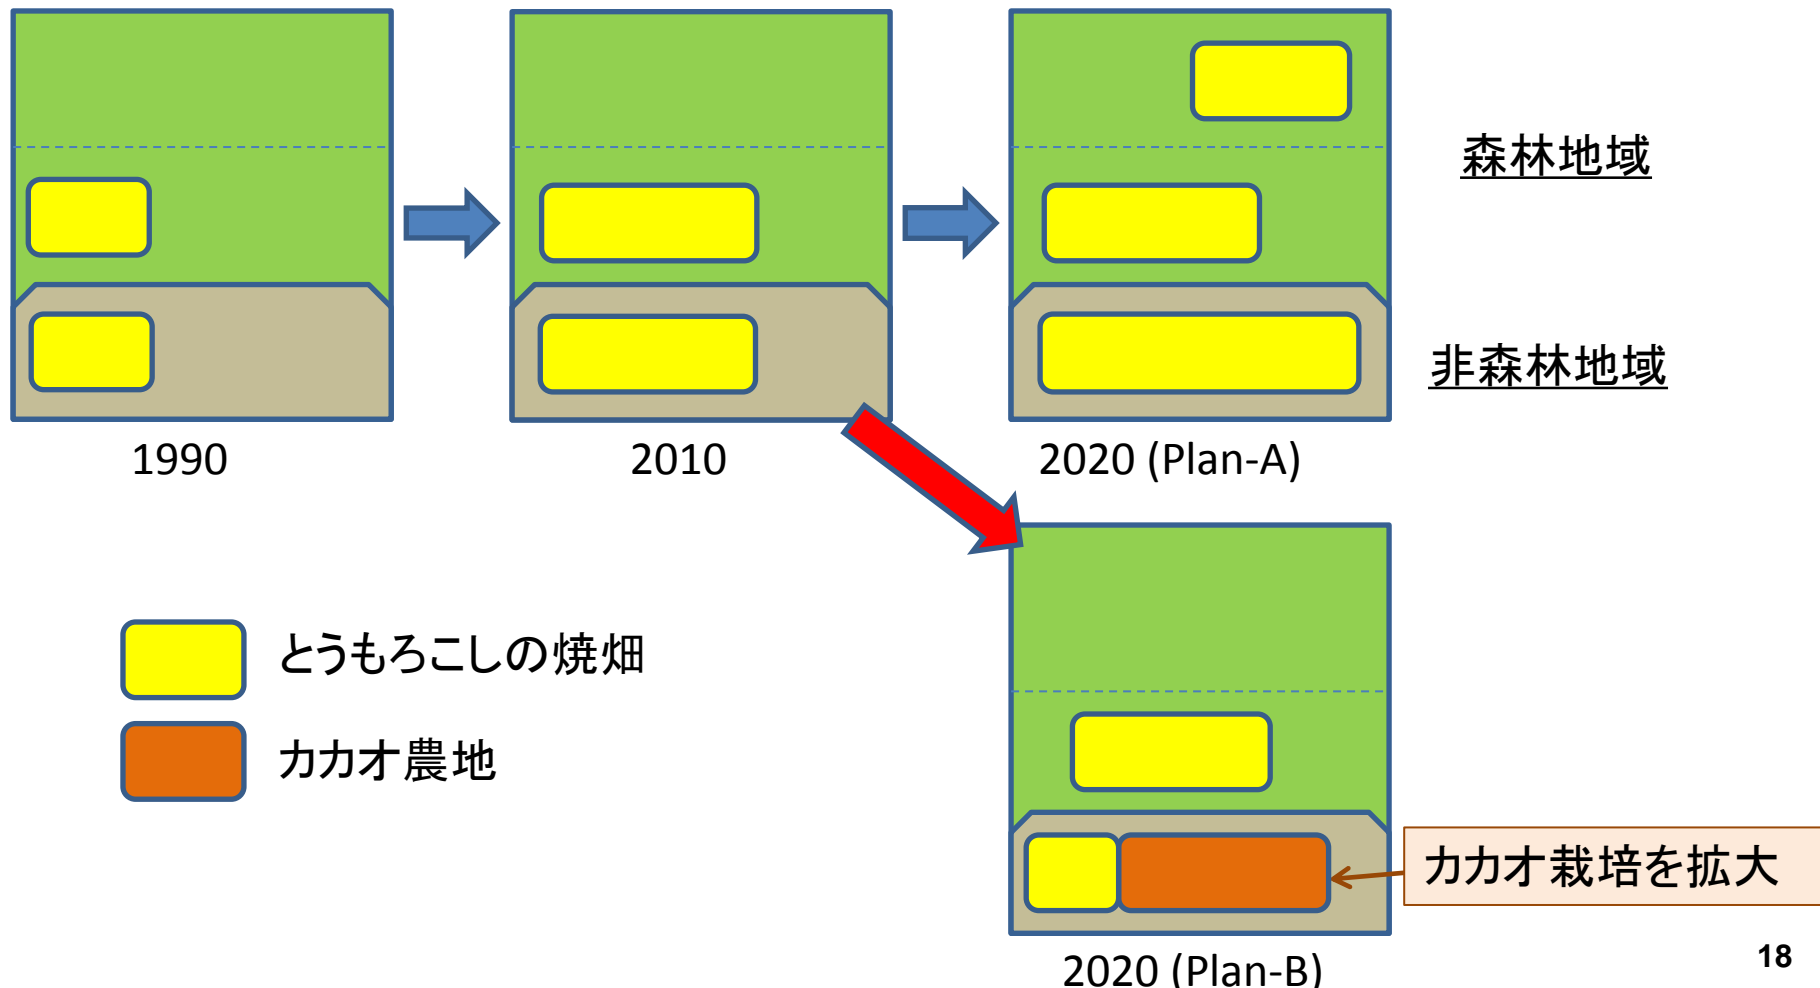 森林地域
非森林地域
1990
2010
2020 (Plan-A)
とうもろこしの焼畑
カカオ農地
カカオ栽培を拡大
2020 (Plan-B)
18